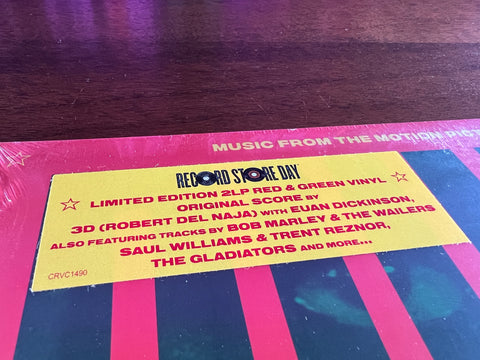 MUSIC FROM THE MOTION PICT
RECORD STORE DAY
LIMITED EDITION 2LP RED & GREEN VINYL
ORIGINAL SCORE BY
3D (ROBERT DEL NAJA) WITH EUAN DICKINSON,
ALSO FEATURING TRACKS BY BOB MARLEY & THE WAILERS
SAUL WILLIAMS & TRENT REZNOR,
THE GLADIATORS AND MORE...
CRVC1490